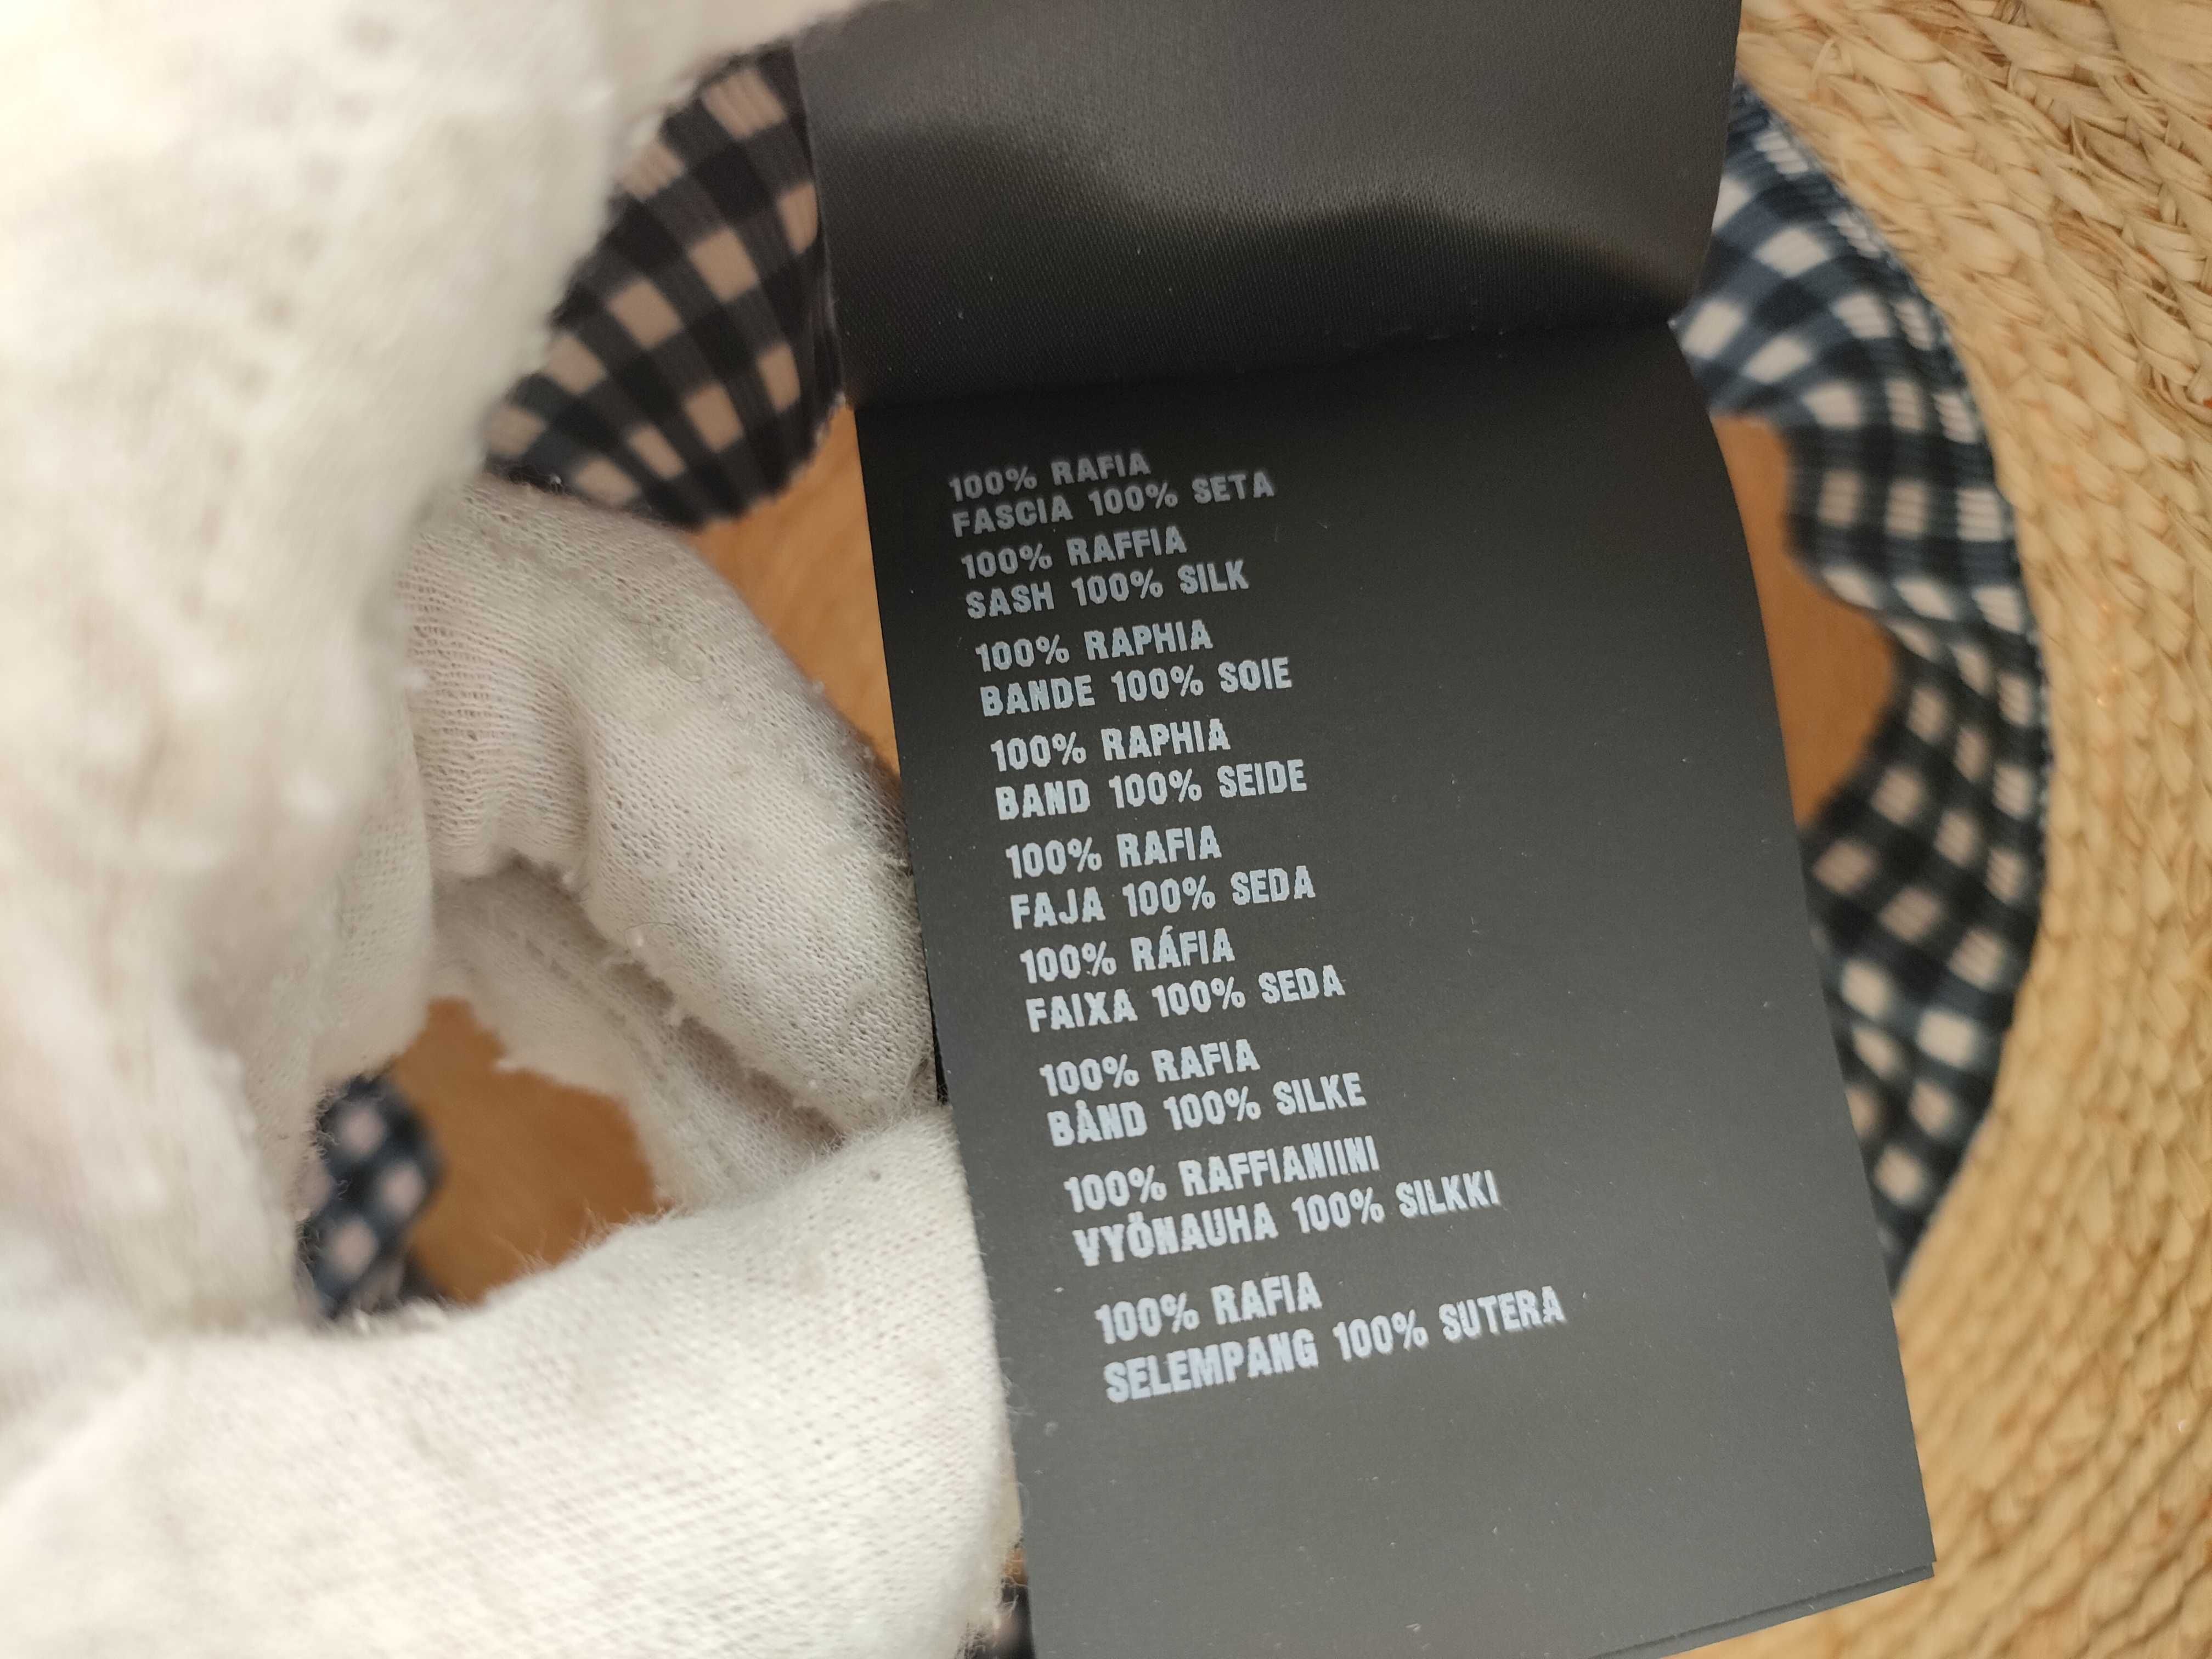 100% RAFIA
FASCIA 100% SETA
100% RAFFIA
SASH 100% SILK
100% RAPHIA
BANDE 100% SOIE
100% RAPHIA
BAND 100% SEIDE
100% RAFIA
FAJA 100% SEDA
100% RÁFIA
FAIXA 100% SEDA
100% RAFIA
BÅND 100% SILKE
100% RAFFIANIINI
VYÖNAUHA 100% SILKKI
100% RAFIA
SELEMPANG 100% SUTERA